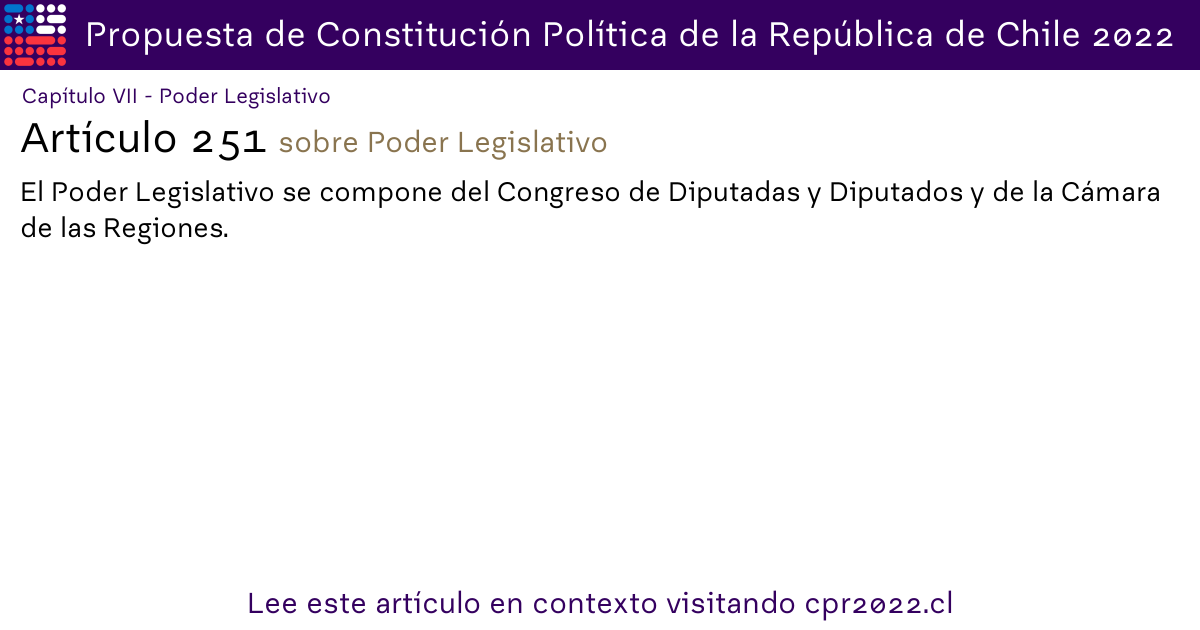 Propuesta de Constitución Política de la República de Chile 2022
Capítulo VII - Poder Legislativo
Artículo 251 sobre Poder Legislativo
El Poder Legislativo se compone del Congreso de Diputadas y Diputados y de la Cámara
de las Regiones.
Lee este artículo en contexto visitando cpr2022.cl